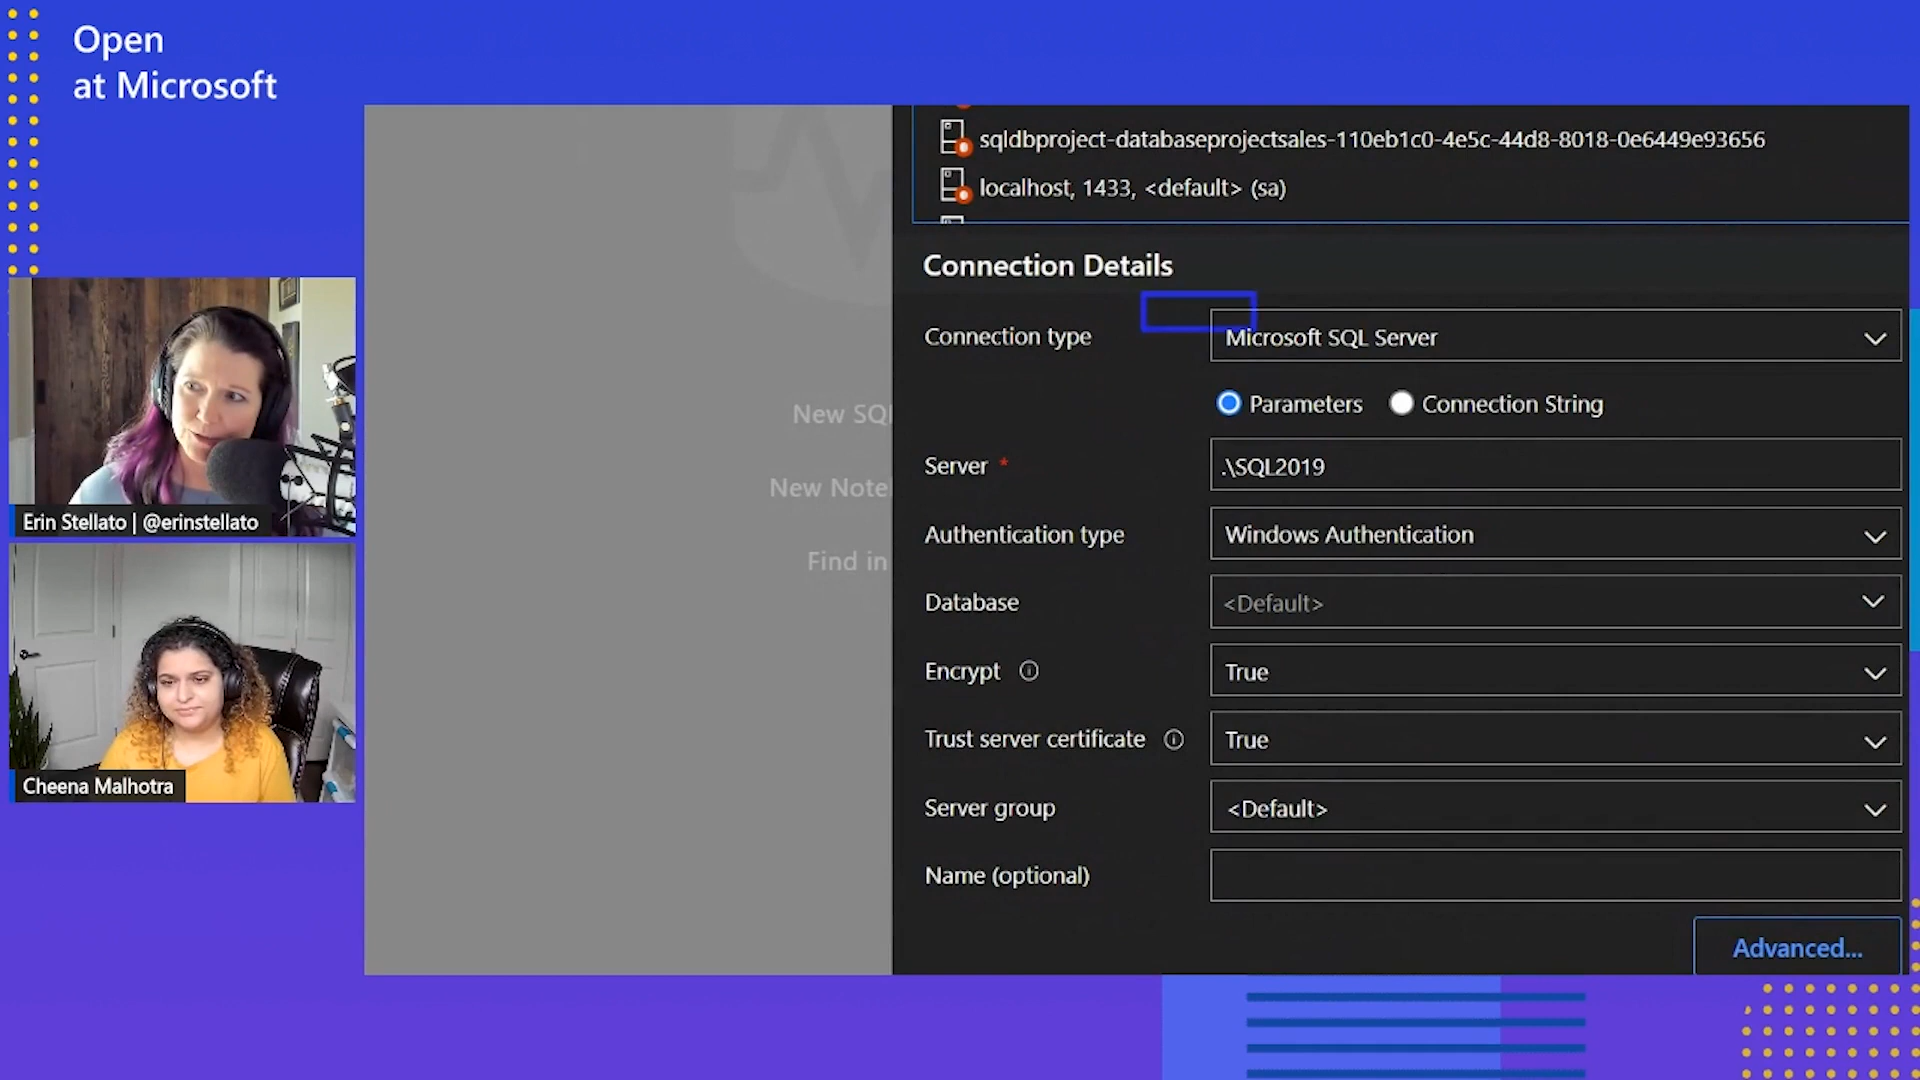 Open
at Microsoft
sqldbproject-databaseprojectsales-110eb1c0-4e5c-44d8-8018-0e6449e93656
localhost, 1433, <default> (sa)
Connection Details
Connection type
Microsoft SQL Server
Parameters
Connection String
Server *
.\SQL2019
Authentication type
Windows Authentication
Database
<Default>
Encrypt
True
Trust server certificate
True
Server group
<Default>
Name (optional)
Advanced...
New SQL
New Note
Find in
Erin Stellato | @erinstellato
Cheena Malhotra